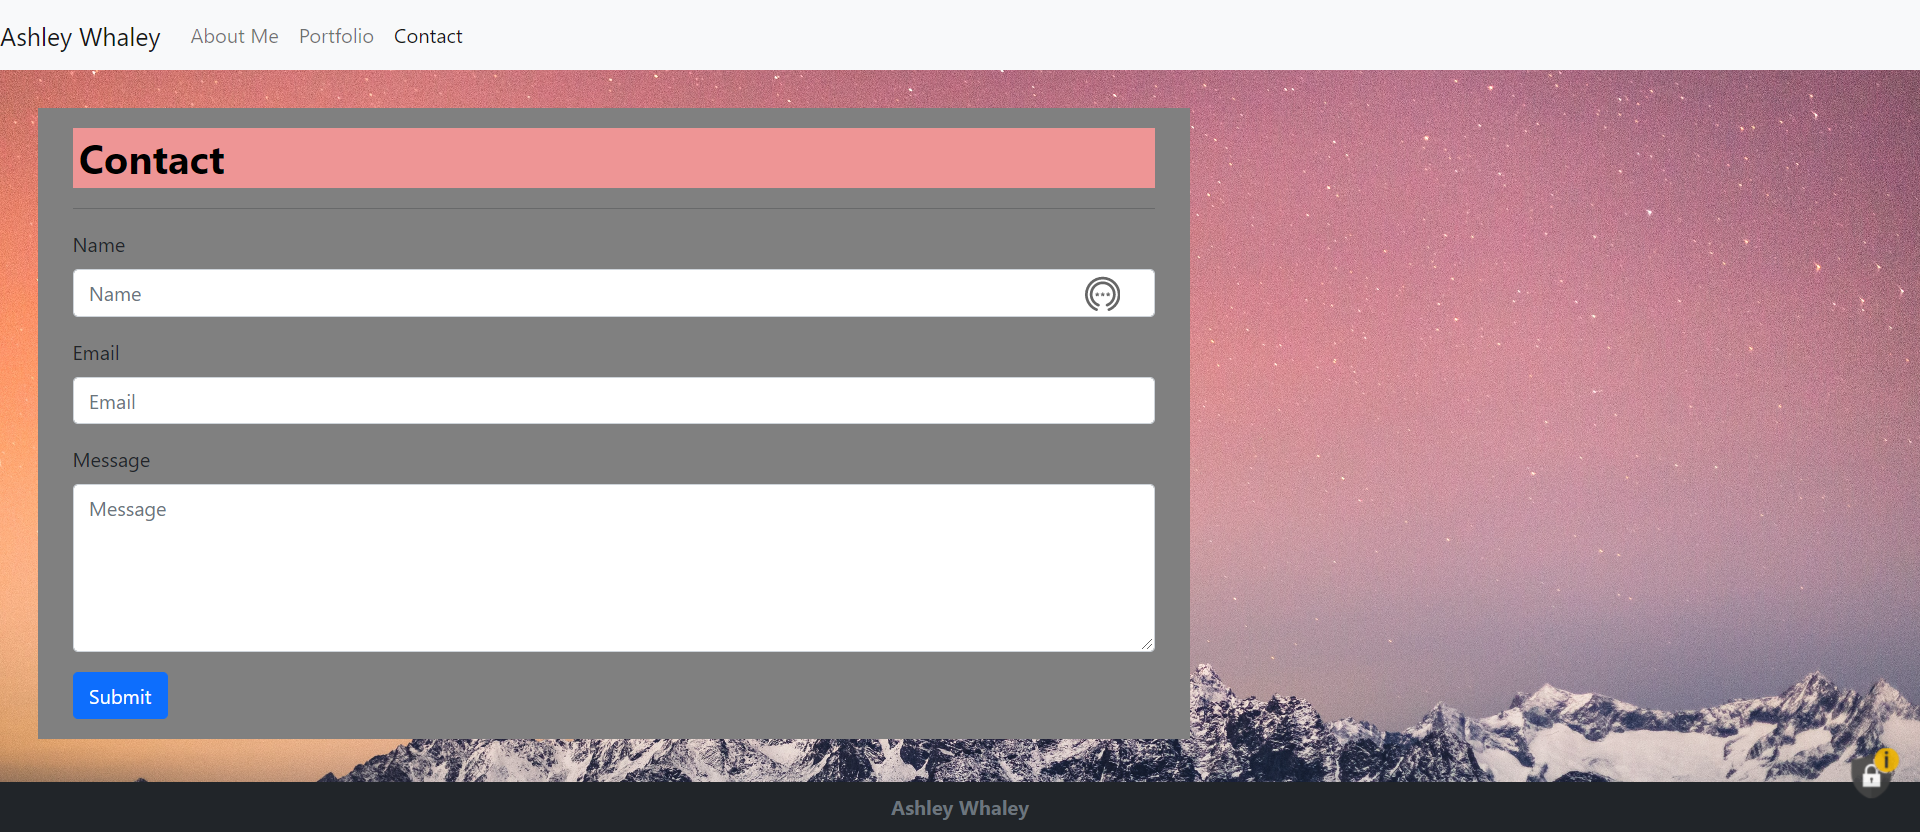 Ashley Whaley About Me Portfolio Contact
Contact
Name
Name
Email
Email
Message
Message
Submit
Ashley Whaley